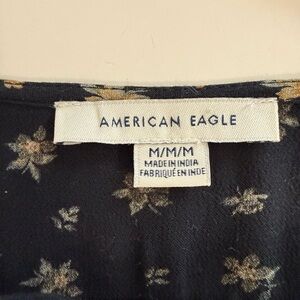 AMERICAN EAGLE
M/M/M
MADE IN INDIA
FABRIQUÉ EN INDE